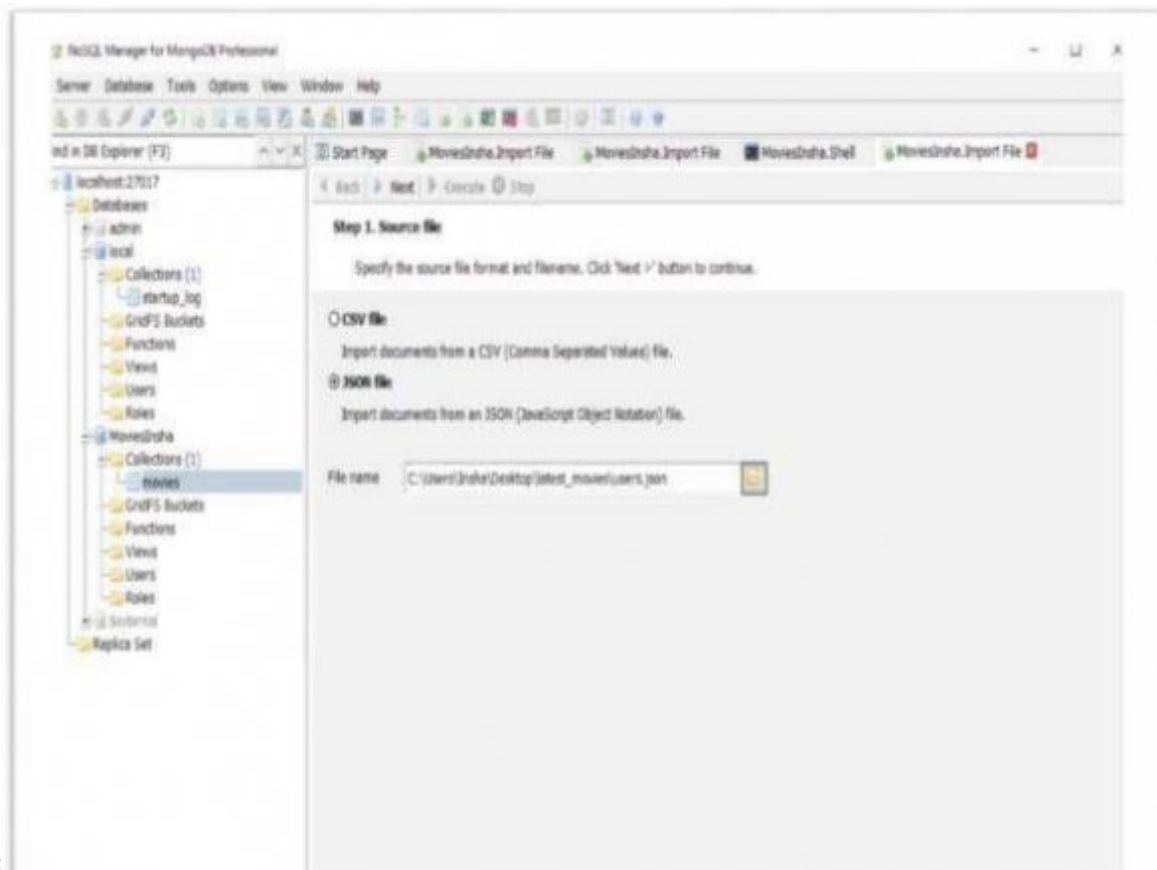 NoSQL Manager for MongoDB Professional
Server Database Tools Options View Window Help
ind in DB Explorer (F3)
Start Page MoviesInsha.Import File MoviesInsha.Import File MoviesInsha.Shell MoviesInsha.Import File
localhost:27017
Back Next Execute Stop
Databases
admin
local
Collections (1)
startup_log
GridFS Buckets
Functions
Views
Users
Roles
MoviesInsha
Collections (1)
movies
GridFS Buckets
Functions
Views
Users
Roles
Replica Set
Step 1. Source file
Specify the source file format and filename. Click 'Next >' button to continue.
CSV file
Import documents from a CSV (Comma Separated Values) file.
JSON file
Import documents from an JSON (JavaScript Object Notation) file.
File name C:\Users\Insha\Desktop\latest_movies\users.json